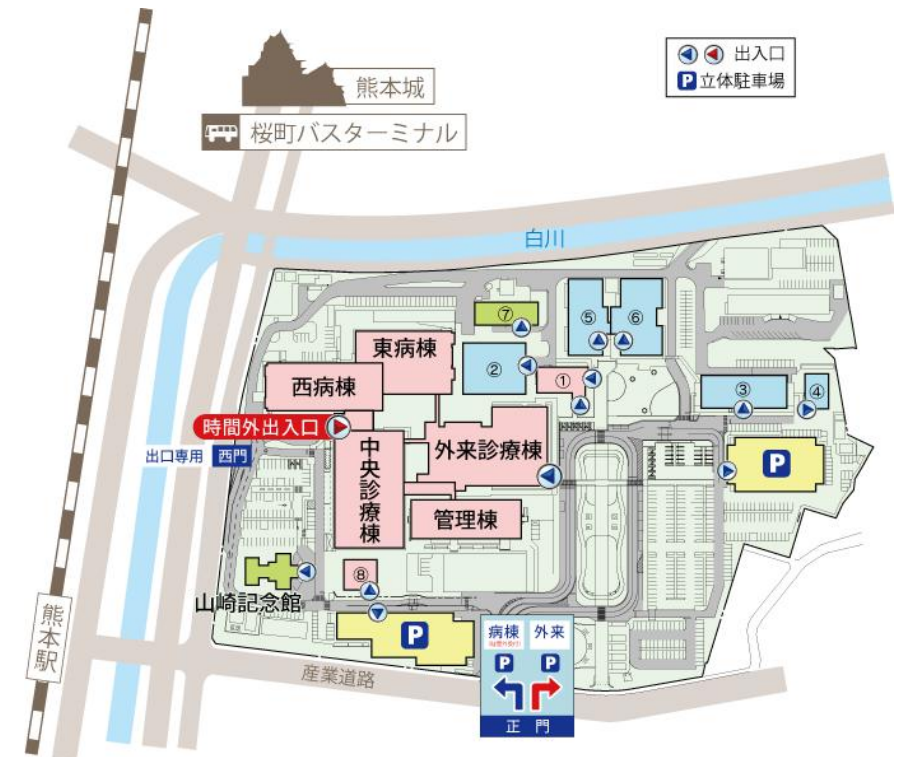 熊本城
桜町バスターミナル
出入口
P 立体駐車場
白川
⑦
⑤
⑥
東病棟
②
①
西病棟
③
④
時間外出入口
出口専用 西門
外来診療棟
P
中央診療棟
管理棟
⑧
山崎記念館
P
病棟
外来
P
P
正門
産業道路
熊本駅